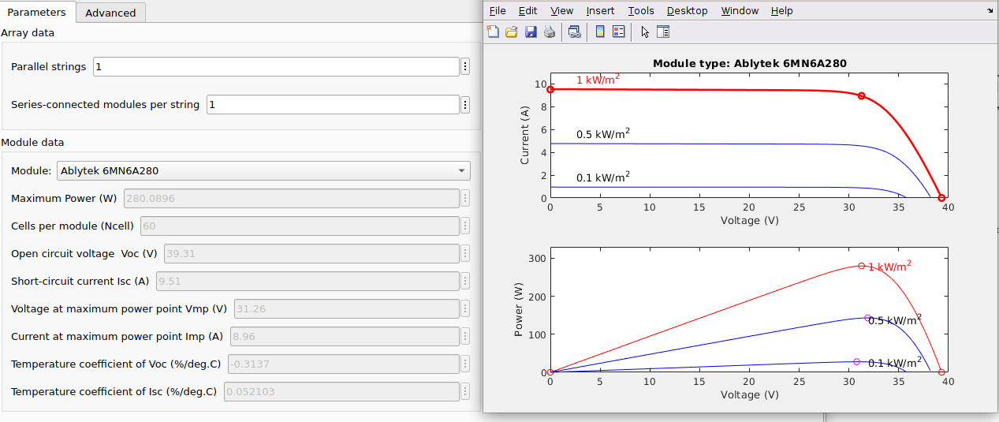 Parameters
Advanced
Array data
Parallel strings 1
Series-connected modules per string 1
Module data
Module: Ablytek 6MN6A280
Maximum Power (W) 280.0896
Cells per module (Ncell) 60
Open circuit voltage Voc (V) 39.31
Short-circuit current Isc (A) 9.51
Voltage at maximum power point Vmp (V) 31.26
Current at maximum power point Imp (A) 8.96
Temperature coefficient of Voc (%/deg.C) -0.3137
Temperature coefficient of Isc (%/deg.C) 0.052103
File Edit View Insert Tools Desktop Window Help
Module type: Ablytek 6MN6A280
Current (A)
10
8
6
4
2
0
1 kW/m²
0.5 kW/m²
0.1 kW/m²
0 5 10 15 20 25 30 35 40
Voltage (V)
Power (W)
300
200
100
0
1 kW/m²
0.5 kW/m²
0.1 kW/m²
0 5 10 15 20 25 30 35 40
Voltage (V)